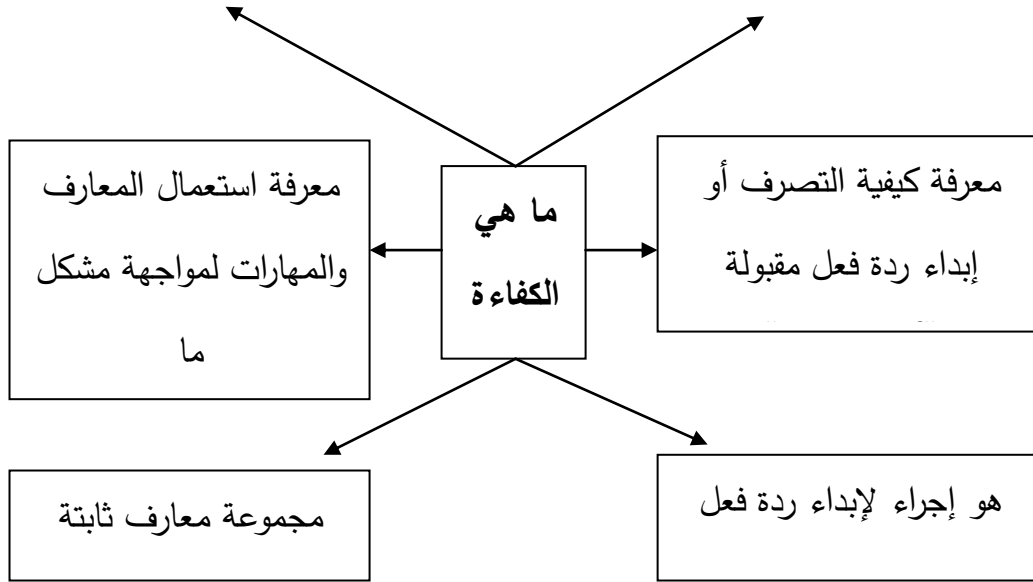 معرفة كيفية التصرف أو
إبداء ردة فعل مقبولة
ما هي
الكفاءة
معرفة استعمال المعارف
والمهارات لمواجهة مشكل
ما
هو إجراء لإبداء ردة فعل
مجموعة معارف ثابتة